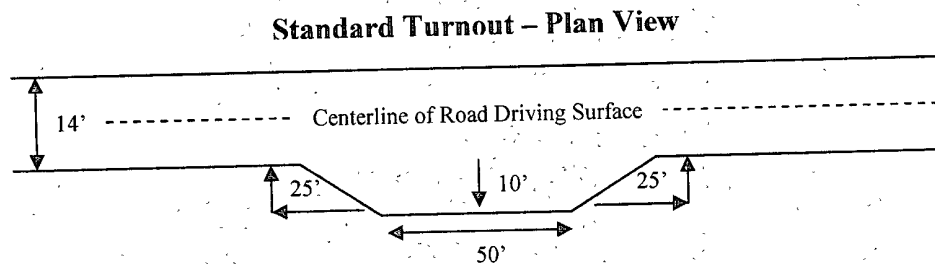 Standard Turnout – Plan View
14'
Centerline of Road Driving Surface
25'
10'
25'
50'